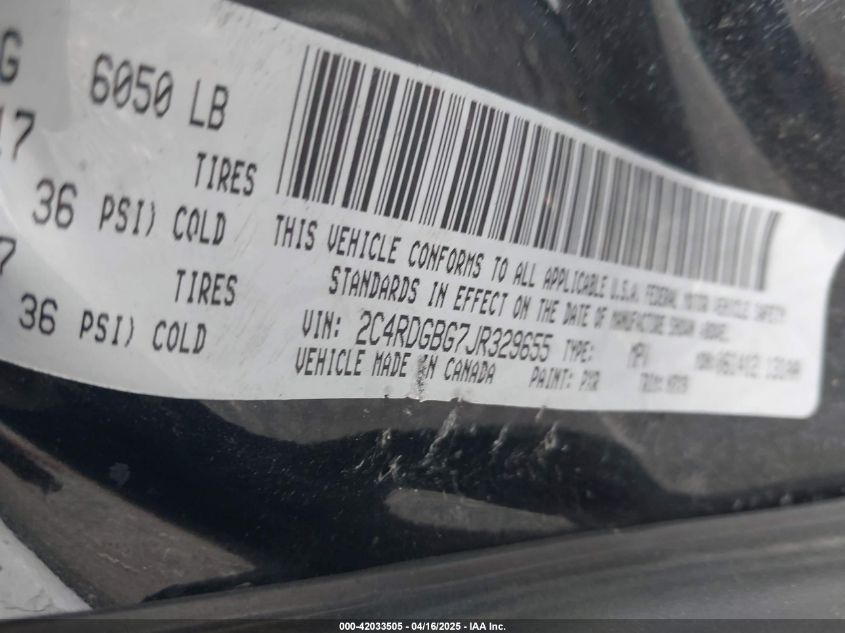 G
6050 LB
17
TIRES
36 PSI) COLD
7
TIRES
36 PSI) COLD
THIS VEHICLE CONFORMS TO ALL APPLICABLE U.S.A. FEDERAL MOTOR VEHICLE SAFETY
STANDARDS IN EFFECT ON THE DATE OF MANUFACTURE SHOWN ABOVE.
VIN: 2C4RDGBG7JR329655 TYPE: MPV
VEHICLE MADE IN CANADA PAINT: PXR
000-42033505 - 04/16/2025 - IAA Inc.